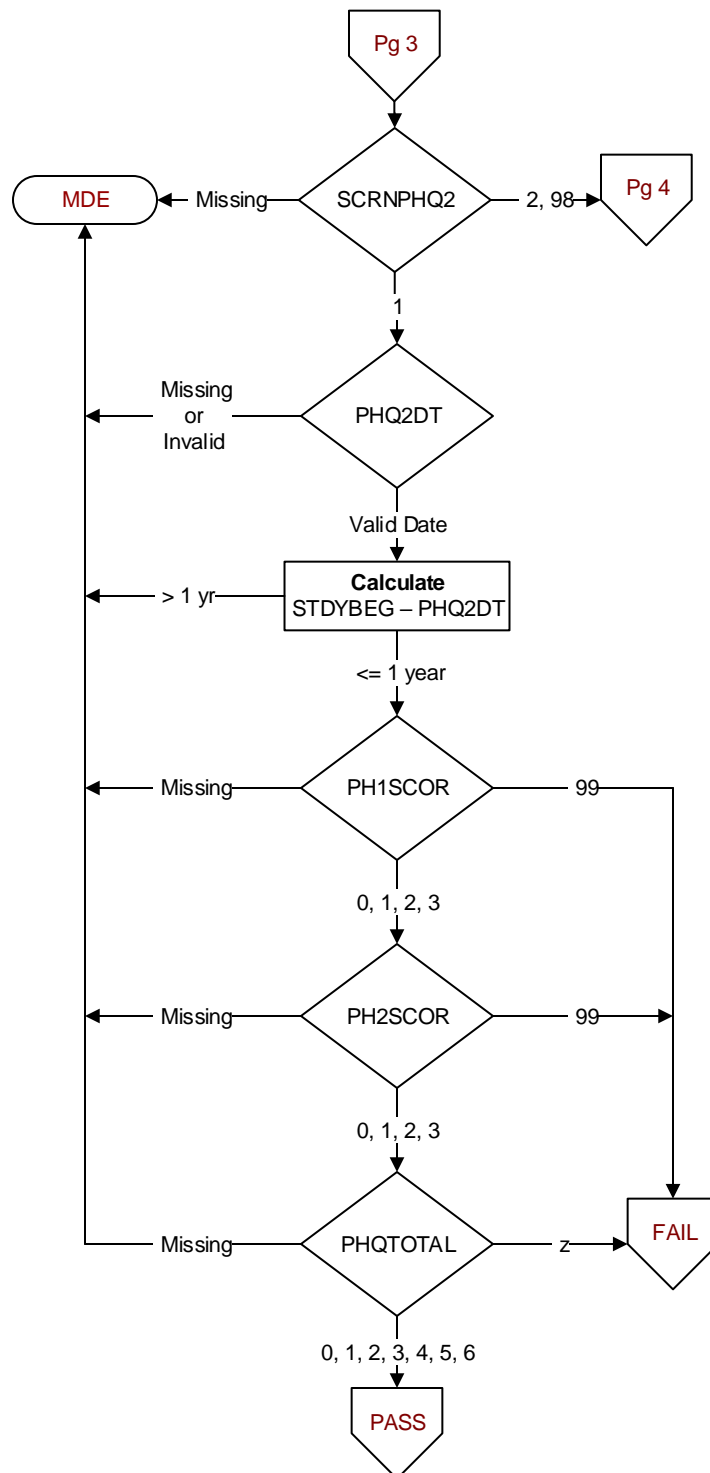 Pg 3
MDE
Missing
SCRNPHQ2
2, 98
Pg 4
1
Missing
or
Invalid
PHQ2DT
Valid Date
> 1 yr
Calculate
STDYBEG – PHQ2DT
<= 1 year
Missing
PH1SCOR
99
0, 1, 2, 3
Missing
PH2SCOR
99
0, 1, 2, 3
Missing
PHQTOTAL
z
FAIL
0, 1, 2, 3, 4, 5, 6
PASS